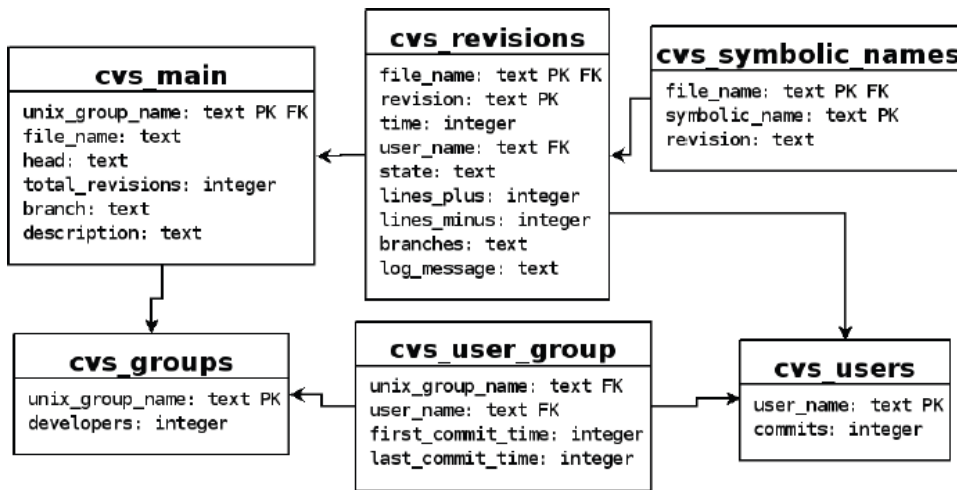 cvs_main
unix_group_name: text PK FK
file_name: text
head: text
total_revisions: integer
branch: text
description: text
cvs_revisions
file_name: text PK FK
revision: text PK
time: integer
user_name: text FK
state: text
lines_plus: integer
lines_minus: integer
branches: text
log_message: text
cvs_symbolic_names
file_name: text PK FK
symbolic_name: text PK
revision: text
cvs_groups
unix_group_name: text PK
developers: integer
cvs_user_group
unix_group_name: text FK
user_name: text FK
first_commit_time: integer
last_commit_time: integer
cvs_users
user_name: text PK
commits: integer